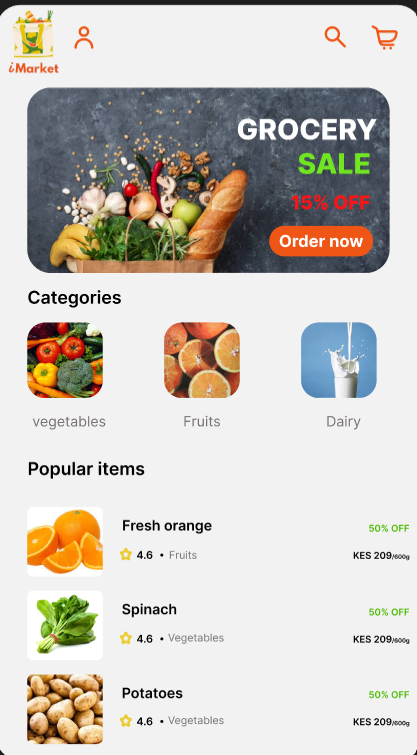 iMarket
GROCERY
SALE
15% OFF
Order now
Categories
vegetables
Fruits
Dairy
Popular items
Fresh orange
50% OFF
4.6 • Fruits
KES 209/600g
Spinach
50% OFF
4.6 • Vegetables
KES 209/600g
Potatoes
50% OFF
4.6 • Vegetables
KES 209/600g